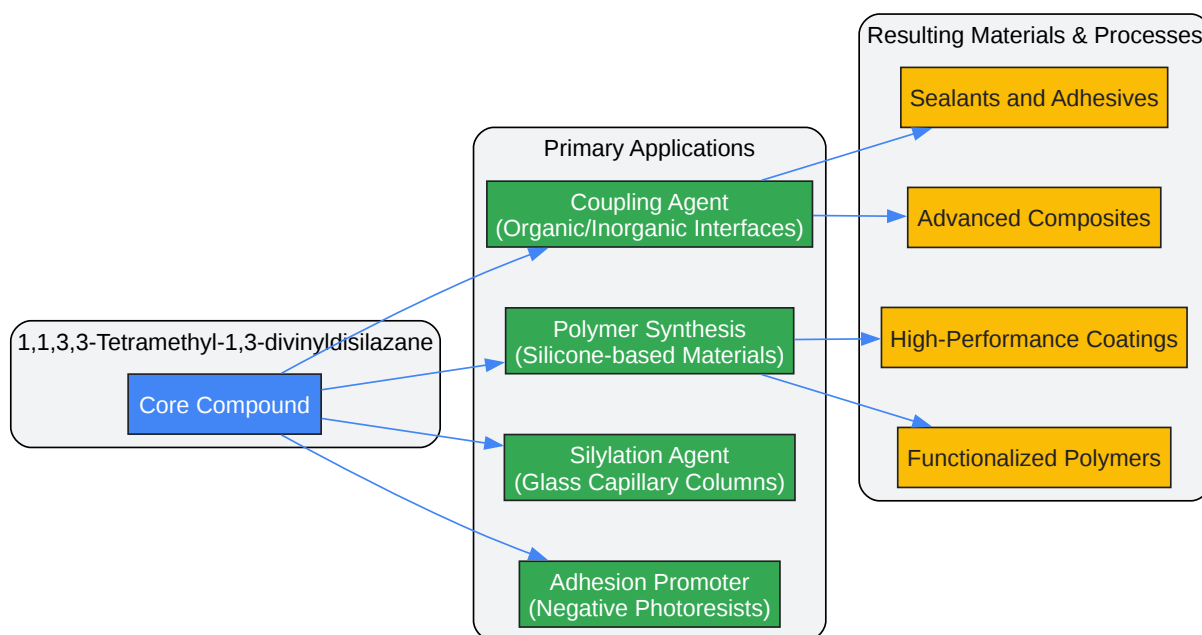 1,1,3,3-Tetramethyl-1,3-divinyldisilazane
Core Compound
Primary Applications
Coupling Agent
(Organic/Inorganic Interfaces)
Polymer Synthesis
(Silicone-based Materials)
Silylation Agent
(Glass Capillary Columns)
Adhesion Promoter
(Negative Photoresists)
Resulting Materials & Processes
Sealants and Adhesives
Advanced Composites
High-Performance Coatings
Functionalized Polymers